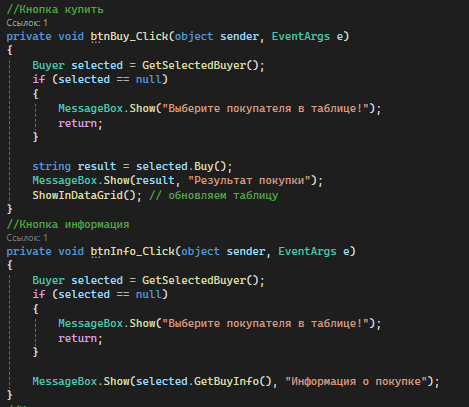 //Кнопка купить
Ссылок: 1
private void btnBuy_Click(object sender, EventArgs e)
{
    Buyer selected = GetSelectedBuyer();
    if (selected == null)
    {
        MessageBox.Show("Выберите покупателя в таблице!");
        return;
    }

    string result = selected.Buy();
    MessageBox.Show(result, "Результат покупки");
    ShowInDataGrid(); // обновляем таблицу
}
//Кнопка информация
Ссылок: 1
private void btnInfo_Click(object sender, EventArgs e)
{
    Buyer selected = GetSelectedBuyer();
    if (selected == null)
    {
        MessageBox.Show("Выберите покупателя в таблице!");
        return;
    }

    MessageBox.Show(selected.GetBuyInfo(), "Информация о покупке");
}